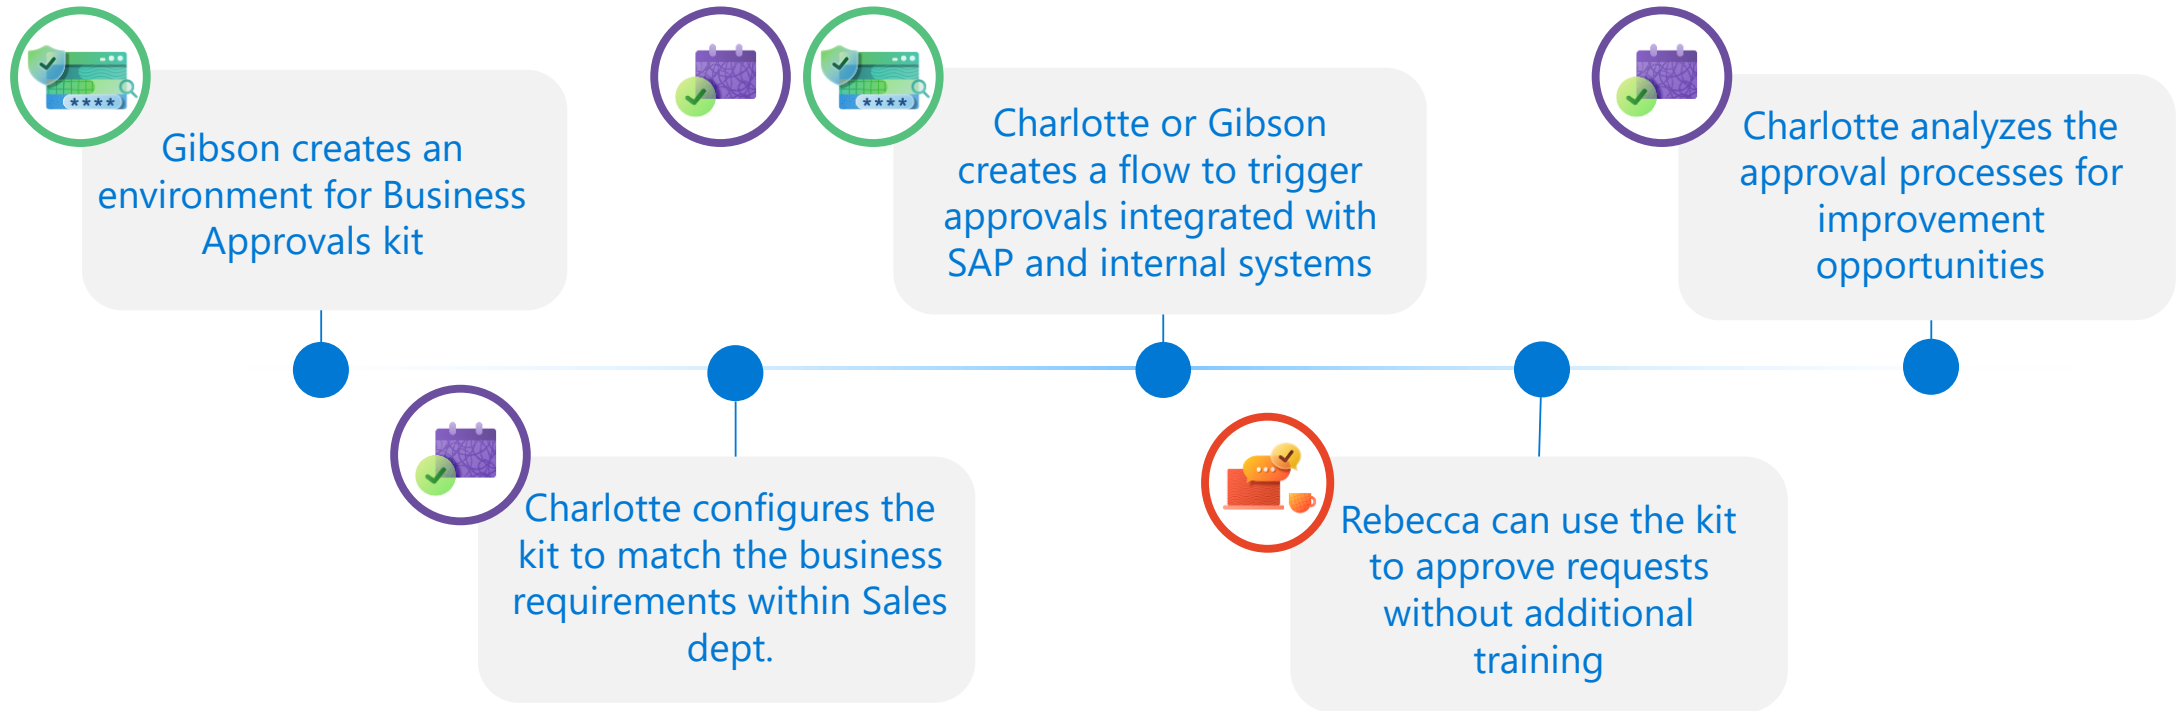 Gibson creates an
environment for Business
Approvals kit
Charlotte configures the
kit to match the business
requirements within Sales
dept.
Charlotte or Gibson
creates a flow to trigger
approvals integrated with
SAP and internal systems
Rebecca can use the kit
to approve requests
without additional
training
Charlotte analyzes the
approval processes for
improvement
opportunities